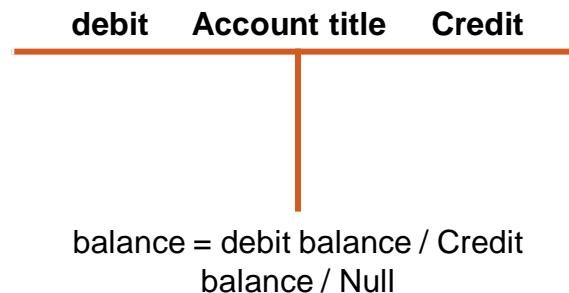 debit Account title Credit
balance = debit balance / Credit
balance / Null